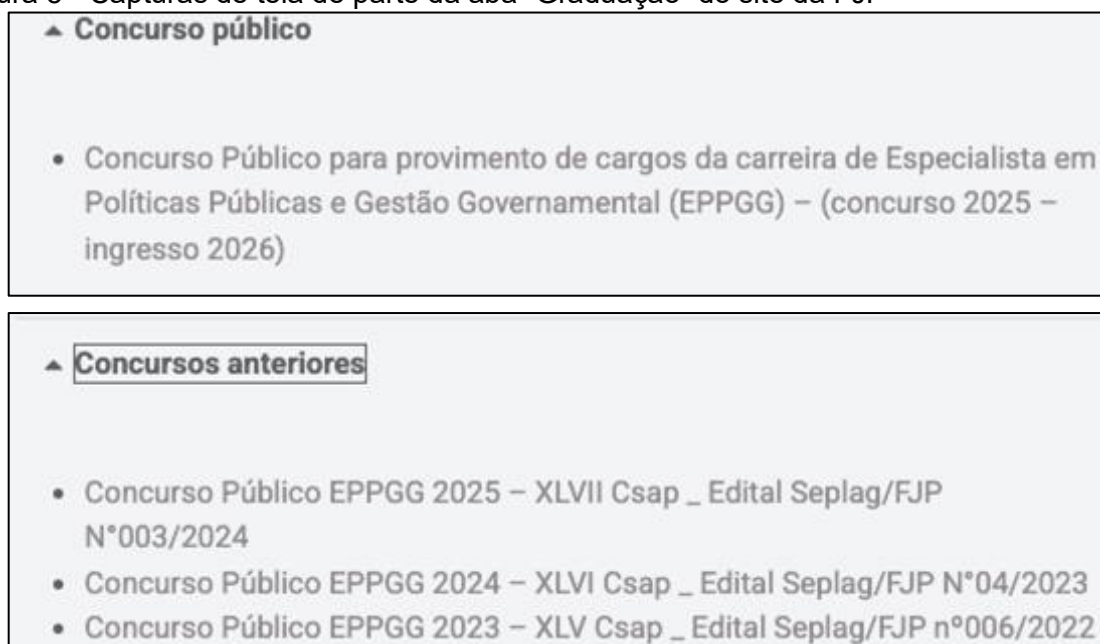 Concurso público
Concurso Público para provimento de cargos da carreira de Especialista em
Políticas Públicas e Gestão Governamental (EPPGG) – (concurso 2025 –
ingresso 2026)
Concursos anteriores
Concurso Público EPPGG 2025 – XLVII Csap _ Edital Seplag/FJP
N°003/2024
Concurso Público EPPGG 2024 – XLVI Csap _ Edital Seplag/FJP N°04/2023
Concurso Público EPPGG 2023 – XLV Csap _ Edital Seplag/FJP nº006/2022